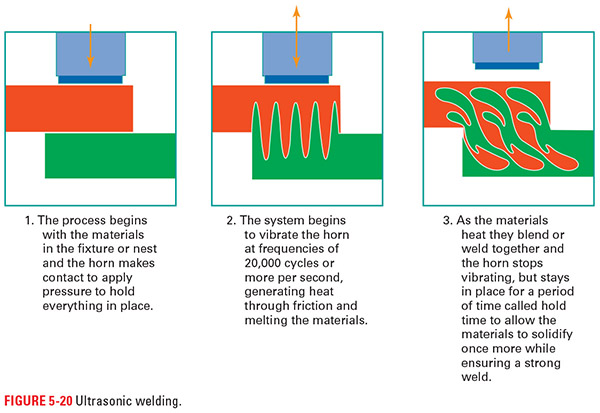 1. The process begins
with the materials
in the fixture or nest
and the horn makes
contact to apply
pressure to hold
everything in place.
2. The system begins
to vibrate the horn
at frequencies of
20,000 cycles or
more per second,
generating heat
through friction and
melting the materials.
3. As the materials
heat they blend or
weld together and
the horn stops
vibrating, but stays
in place for a period
of time called hold
time to allow the
materials to solidify
once more while
ensuring a strong
weld.
FIGURE 5-20 Ultrasonic welding.